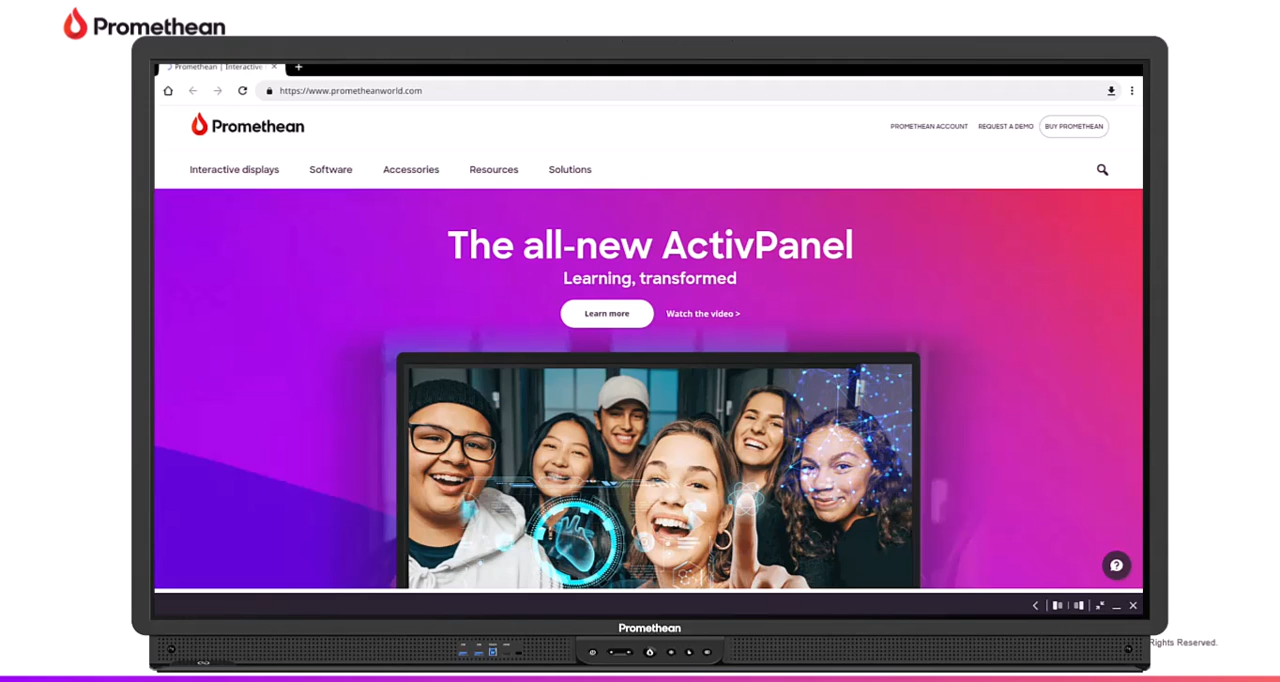 Promethean
Promethean | Interactive
https://www.prometheanworld.com
Promethean
PROMETHEAN ACCOUNT REQUEST A DEMO BUY PROMETHEAN
Interactive displays Software Accessories Resources Solutions
The all-new ActivPanel
Learning, transformed
Learn more Watch the video >
Promethean
Rights Reserved.